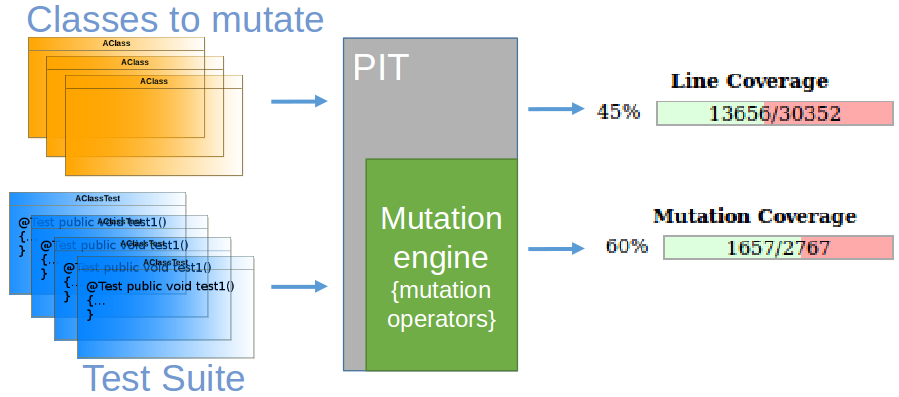 Classes to mutate
AClass
AClass
AClass
PIT
Line Coverage
45%
13656/30352
AClassTest
@Test public void test1()
{...
}
AClassTest
@Test public void test1()
{...
}
AClassTest
@Test public void test1()
{...
}
AClassTest
@Test public void test1()
{...
}
Test Suite
Mutation
engine
{mutation
operators}
Mutation Coverage
60%
1657/2767